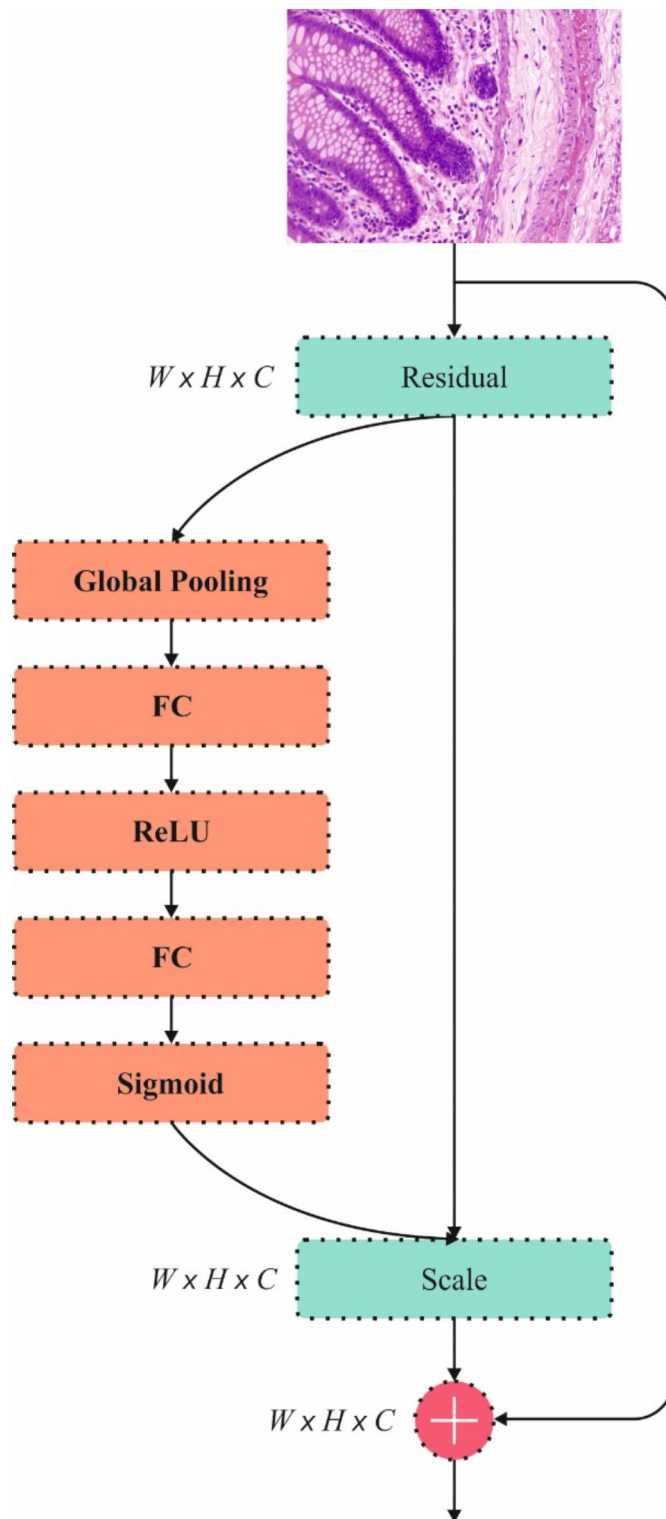 W x H x C
Residual
Global Pooling
FC
ReLU
FC
Sigmoid
W x H x C
Scale
W x H x C